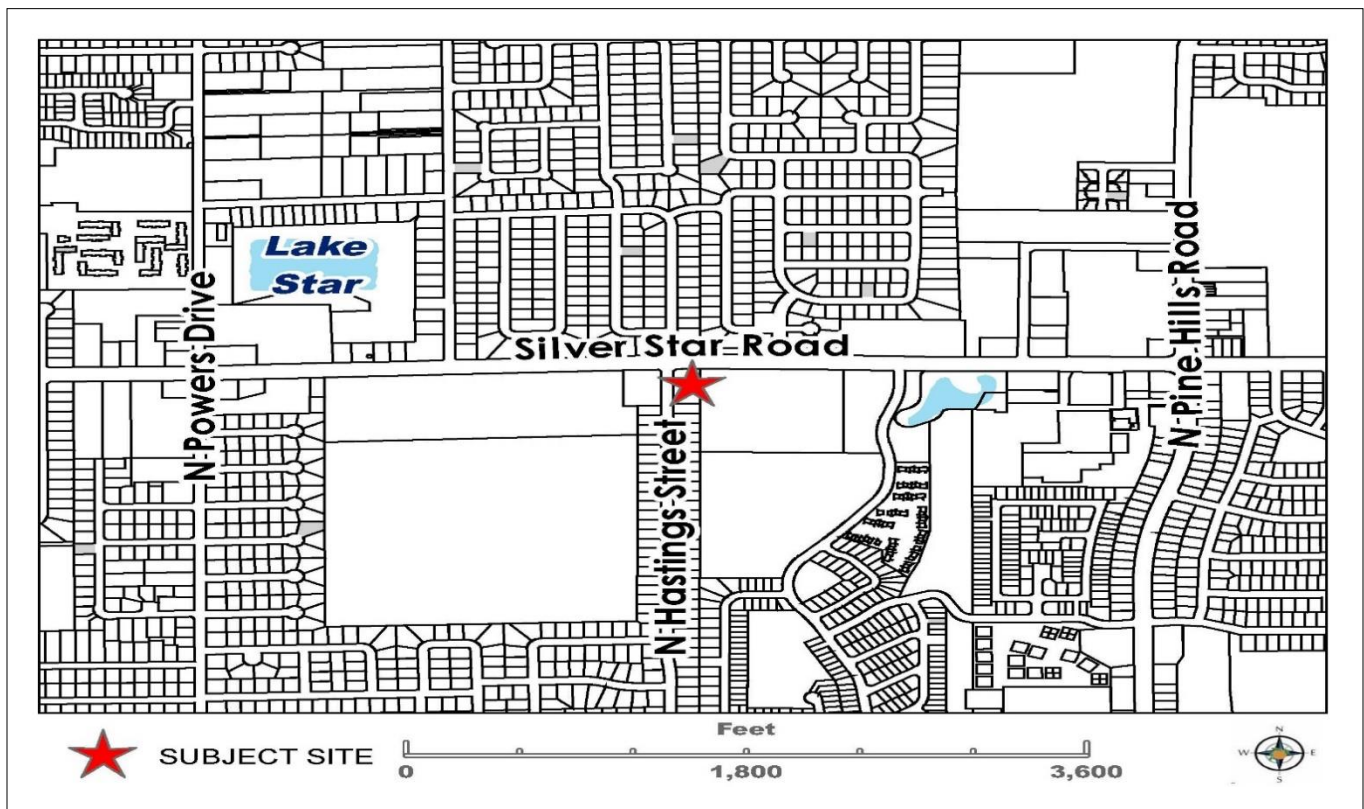 Lake
Star
N Powers Drive
Silver Star Road
N Hastings Street
N Pine Hills Road
SUBJECT SITE
Feet
0
1,800
3,600
N
W
E
S